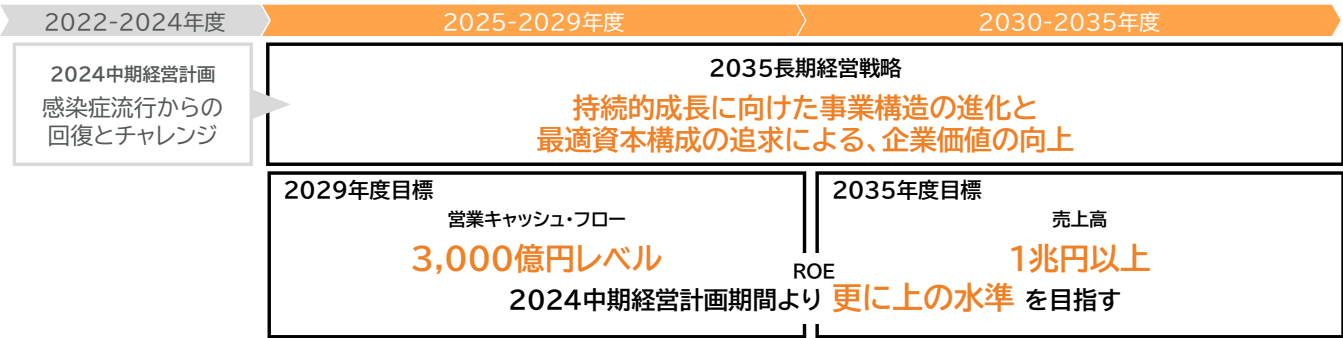 2022-2024年度
2025-2029年度
2030-2035年度
2024中期経営計画
感染症流行からの
回復とチャレンジ
2035長期経営戦略
持続的成長に向けた事業構造の進化と
最適資本構成の追求による、企業価値の向上
2029年度目標
営業キャッシュ・フロー
3,000億円レベル
2035年度目標
売上高
1兆円以上
ROE
2024中期経営計画期間より 更に上の水準 を目指す